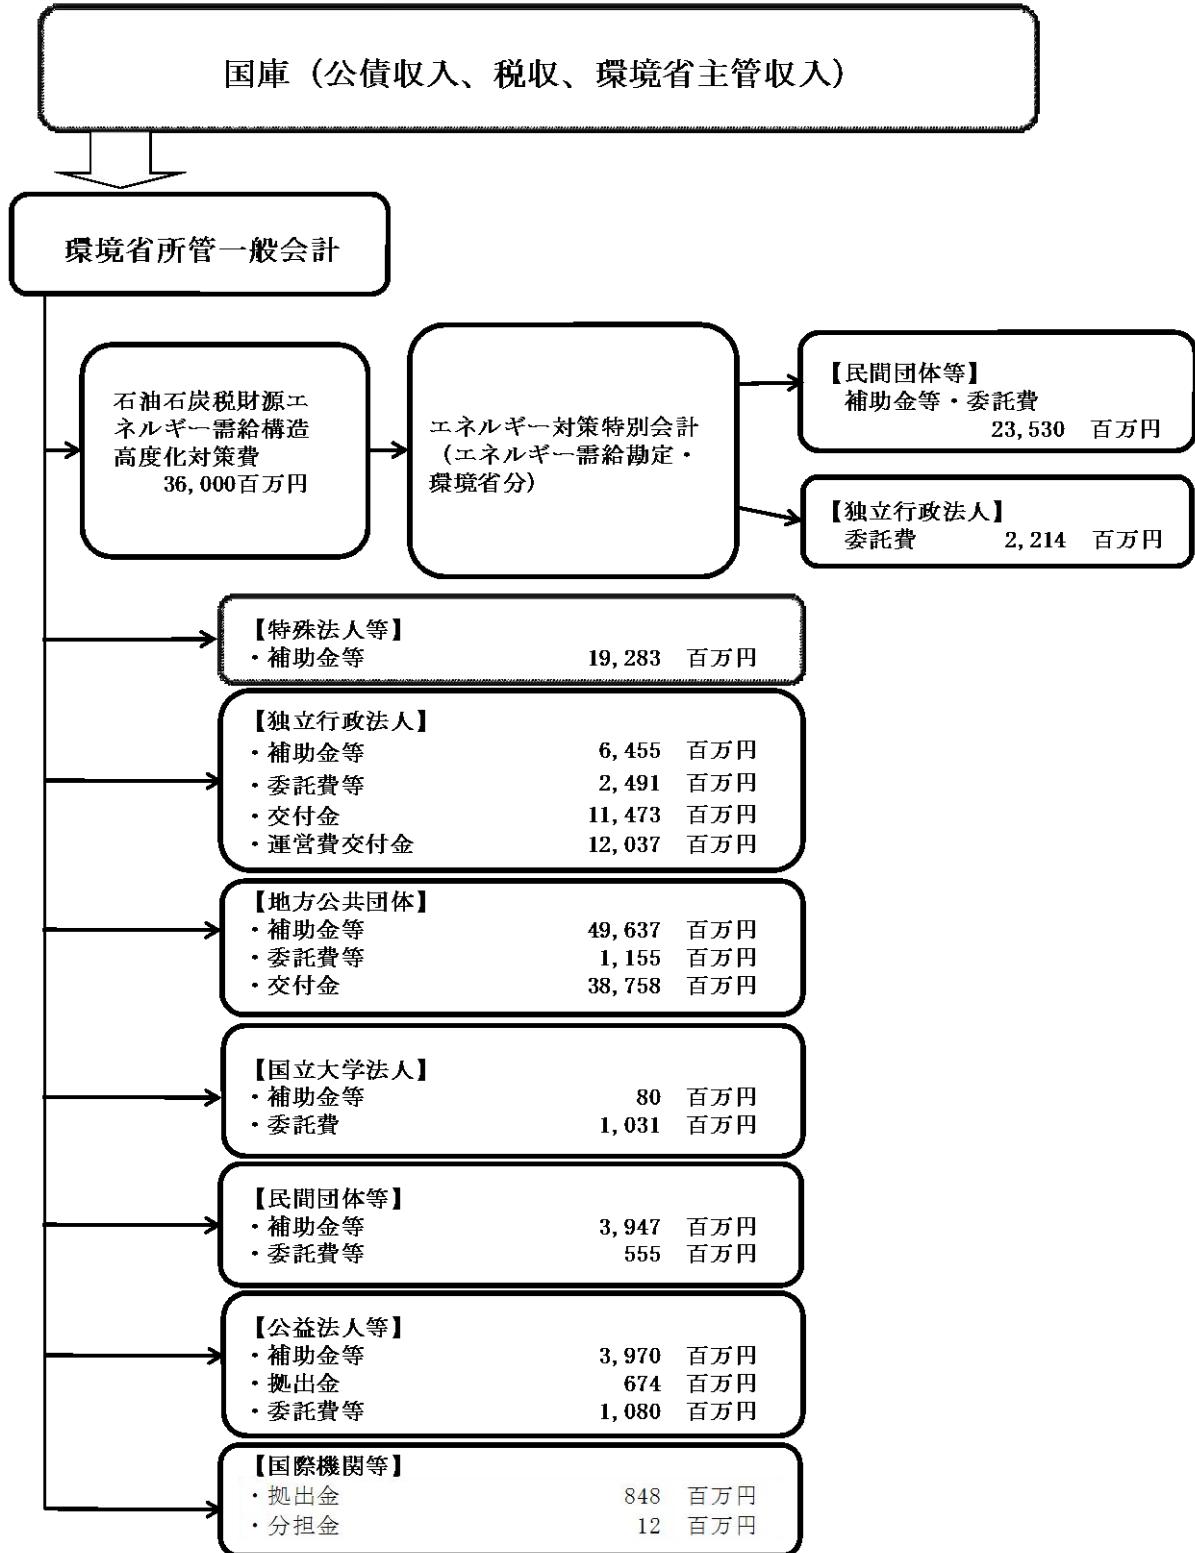 国庫（公債収入、税収、環境省主管収入）
環境省所管一般会計
石油石炭税財源エ
ネルギー需給構造
高度化対策費
36,000百万円
エネルギー対策特別会計
（エネルギー需給勘定・
環境省分）
【民間団体等】
補助金等・委託費
23,530 百万円
【独立行政法人】
委託費 2,214 百万円
【特殊法人等】
・補助金等 19,283 百万円
【独立行政法人】
・補助金等 6,455 百万円
・委託費等 2,491 百万円
・交付金 11,473 百万円
・運営費交付金 12,037 百万円
【地方公共団体】
・補助金等 49,637 百万円
・委託費等 1,155 百万円
・交付金 38,758 百万円
【国立大学法人】
・補助金等 80 百万円
・委託費 1,031 百万円
【民間団体等】
・補助金等 3,947 百万円
・委託費等 555 百万円
【公益法人等】
・補助金等 3,970 百万円
・拠出金 674 百万円
・委託費等 1,080 百万円
【国際機関等】
・拠出金 848 百万円
・分担金 12 百万円